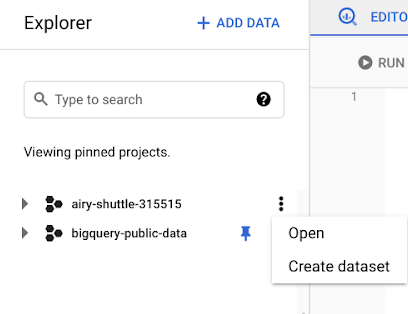 Explorer
+ ADD DATA
EDITO
Type to search
?
RUN
1
Viewing pinned projects.
airy-shuttle-315515
bigquery-public-data
Open
Create dataset